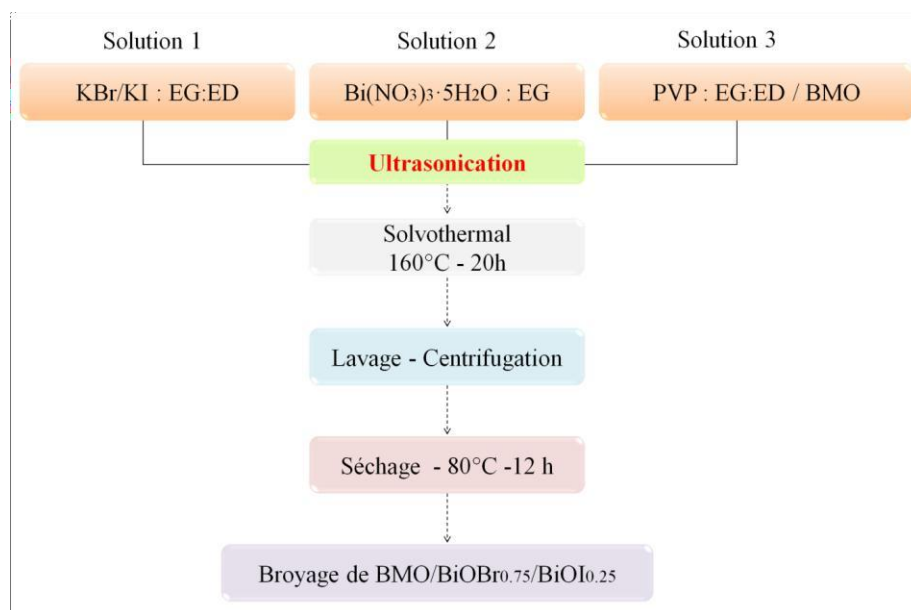 Solution 1
Solution 2
Solution 3
KBr/KI : EG:ED
Bi(NO₃)₃·5H₂O : EG
PVP : EG:ED / BMO
Ultrasonication
Solvothermal
160°C - 20h
Lavage - Centrifugation
Séchage - 80°C -12 h
Broyage de BMO/BiOBr₀.₇₅/BiOI₀.₂₅